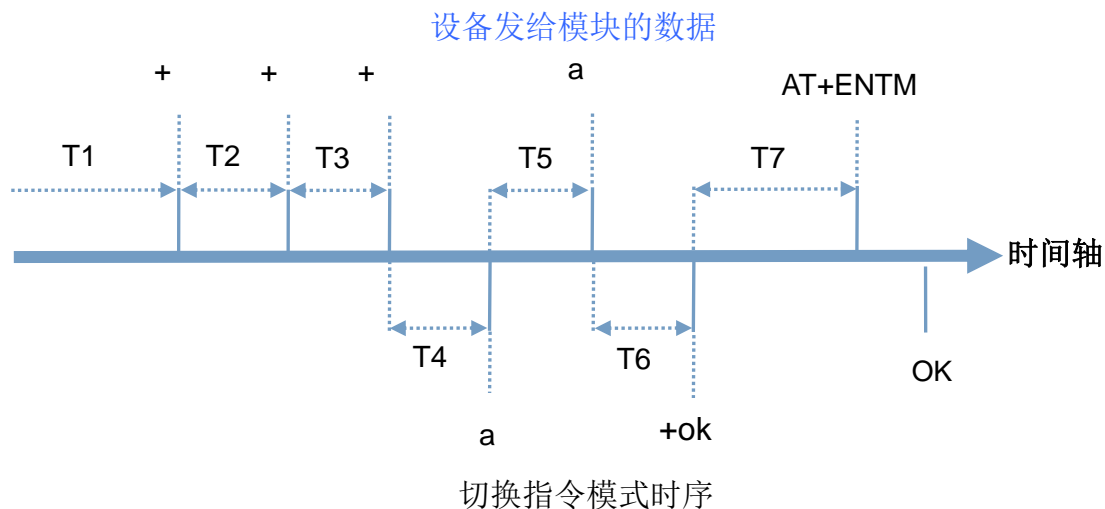 设备发给模块的数据
+ + + a AT+ENTM
T1 T2 T3 T5 T7
时间轴
T4 T6 OK
a +ok
切换指令模式时序